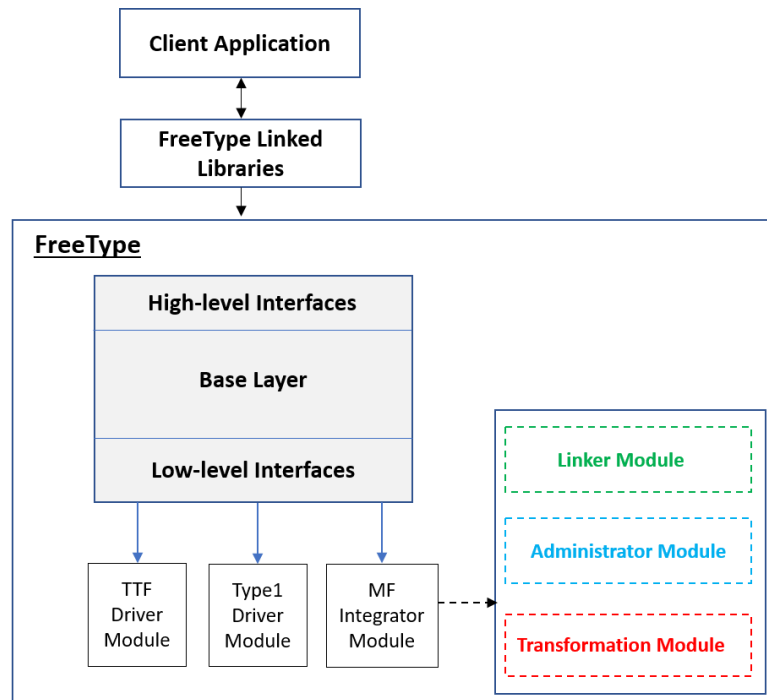 Client Application
FreeType Linked
Libraries
FreeType
High-level Interfaces
Base Layer
Low-level Interfaces
TTF
Driver
Module
Type1
Driver
Module
MF
Integrator
Module
Linker Module
Administrator Module
Transformation Module